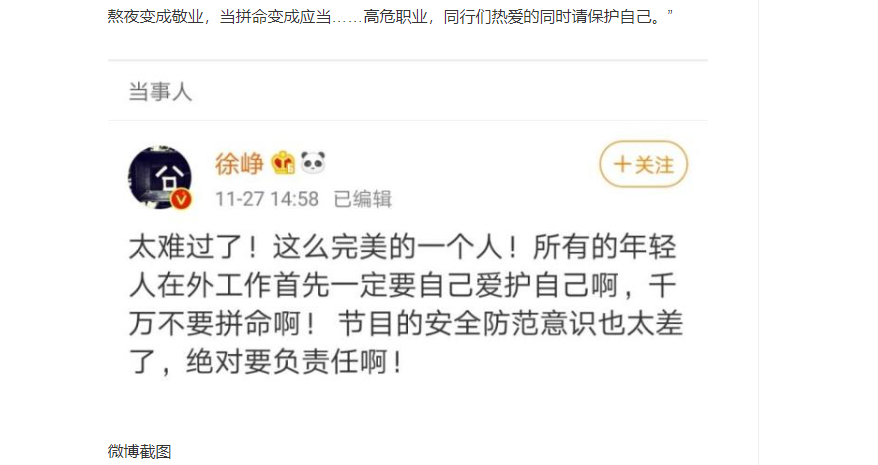 熬夜变成敬业，当拼命变成应当……高危职业，同行们热爱的同时请保护自己。”
当事人
徐峥
+关注
11-27 14:58 已编辑
太难过了！这么完美的一个人！所有的年轻
人在外工作首先一定要自己爱护自己啊，千
万不要拼命啊！ 节目的安全防范意识也太差
了，绝对要负责任啊！
微博截图